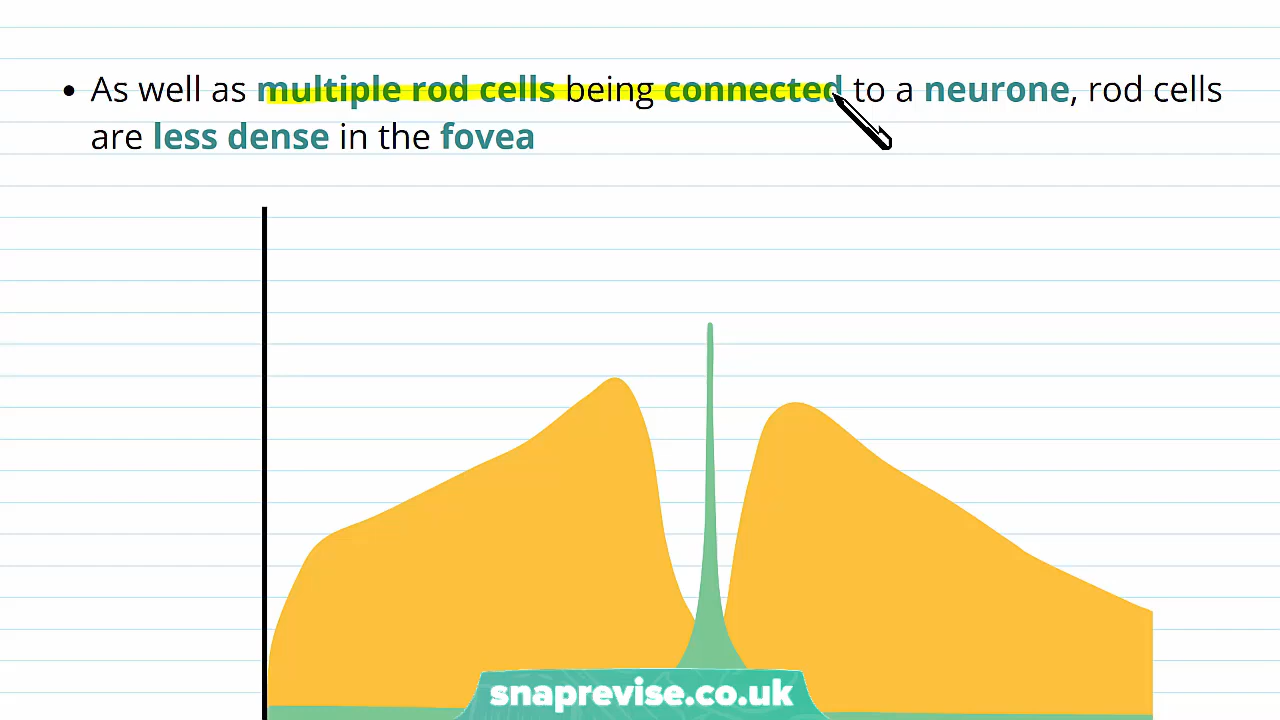 • As well as multiple rod cells being connected to a neurone, rod cells
are less dense in the fovea
snaprevise.co.uk